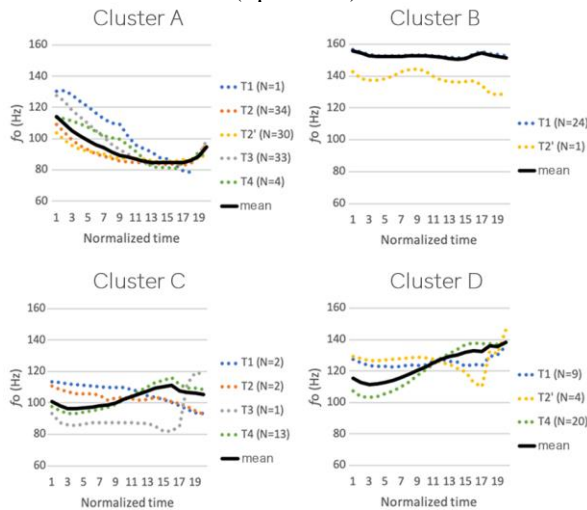 Cluster A
160
140
120
100
80
60
fo (Hz)
1 3 5 7 9 11 13 15 17 19
Normalized time
T1 (N=1)
T2 (N=34)
T2' (N=30)
T3 (N=33)
T4 (N=4)
mean
Cluster B
160
140
120
100
80
60
fo (Hz)
1 3 5 7 9 11 13 15 17 19
Normalized time
T1 (N=24)
T2' (N=1)
mean
Cluster C
160
140
120
100
80
60
fo (Hz)
1 3 5 7 9 11 13 15 17 19
Normalized time
T1 (N=2)
T2 (N=2)
T3 (N=1)
T4 (N=13)
mean
Cluster D
160
140
120
100
80
60
fo (Hz)
1 3 5 7 9 11 13 15 17 19
Normalized time
T1 (N=9)
T2' (N=4)
T4 (N=20)
mean